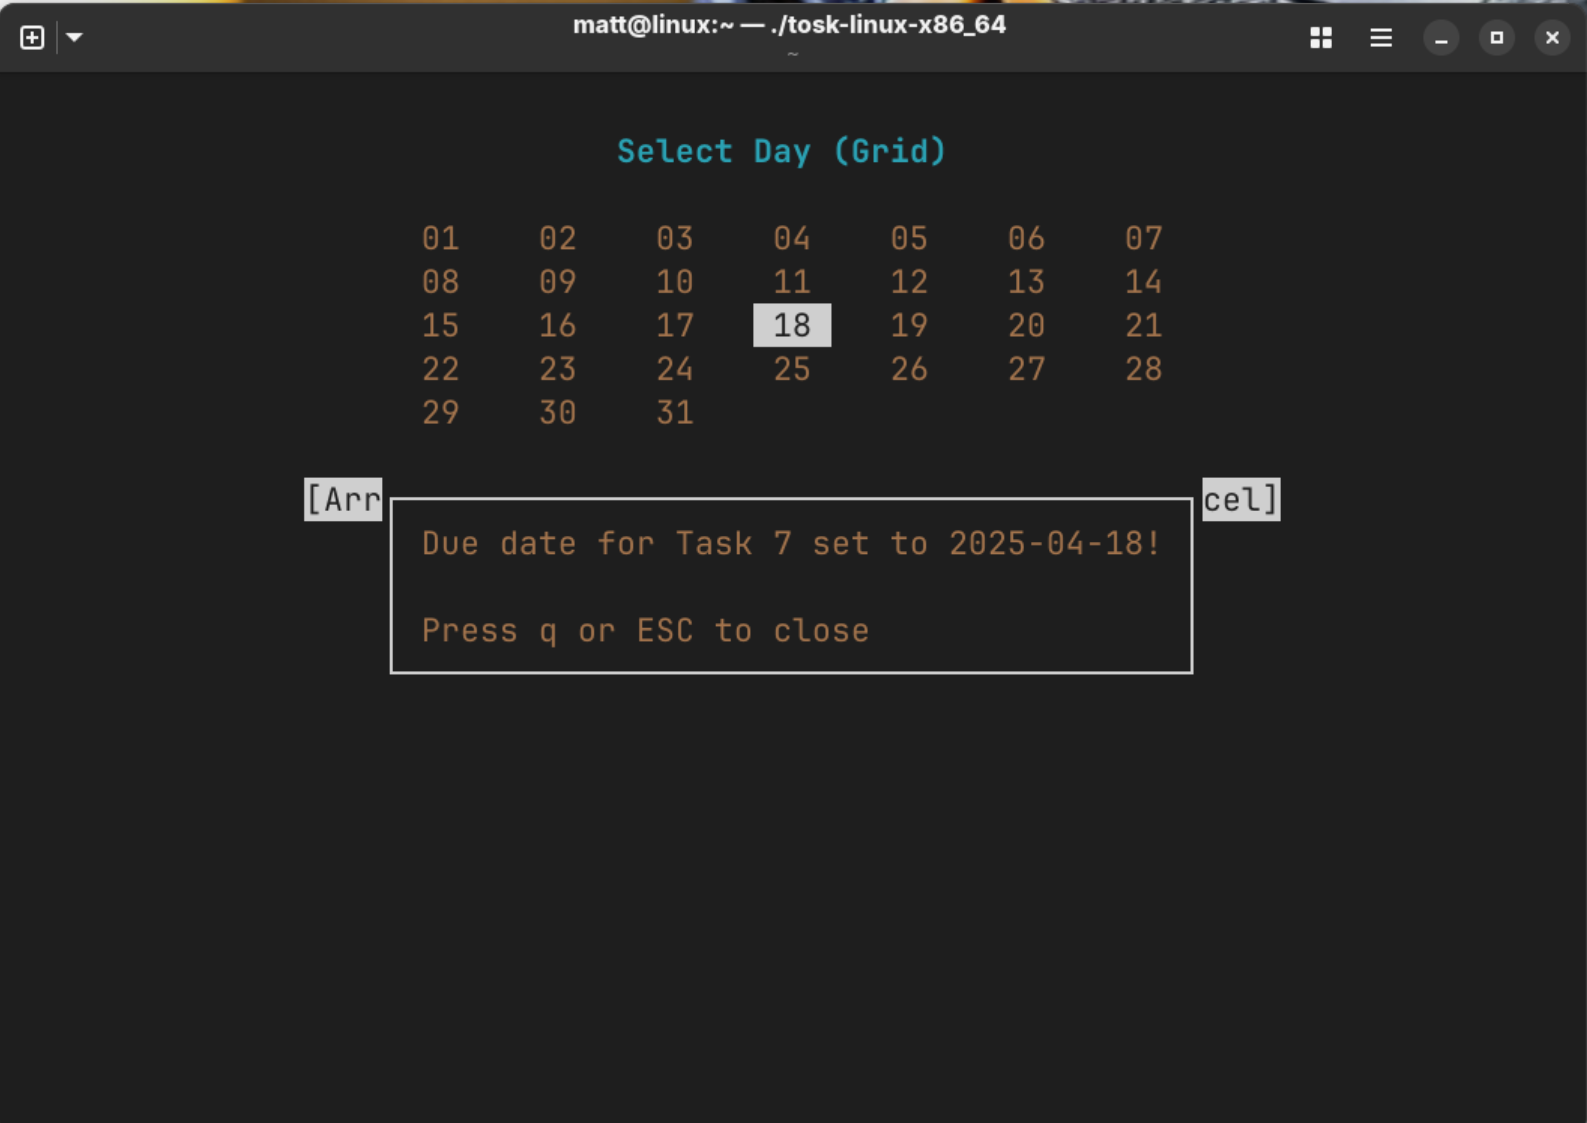 matt@linux:~ — ./tosk-linux-x86_64
~
Select Day (Grid)
01 02 03 04 05 06 07
08 09 10 11 12 13 14
15 16 17 18 19 20 21
22 23 24 25 26 27 28
29 30 31
[Arr cel]
Due date for Task 7 set to 2025-04-18!
Press q or ESC to close